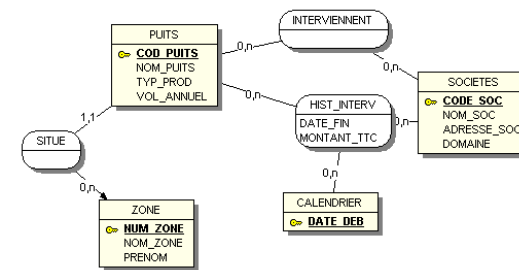 INTERVIENNENT
0,n
0,n
PUITS
COD_PUITS
NOM_PUITS
TYP_PROD
VOL_ANNUEL
0,n
HIST_INTERV
DATE_FIN
MONTANT_TTC
0,n
0,n
SOCIETES
CODE_SOC
NOM_SOC
ADRESSE_SOC
DOMAINE
1,1
SITUE
0,n
ZONE
NUM_ZONE
NOM_ZONE
PRENOM
CALENDRIER
DATE_DEB